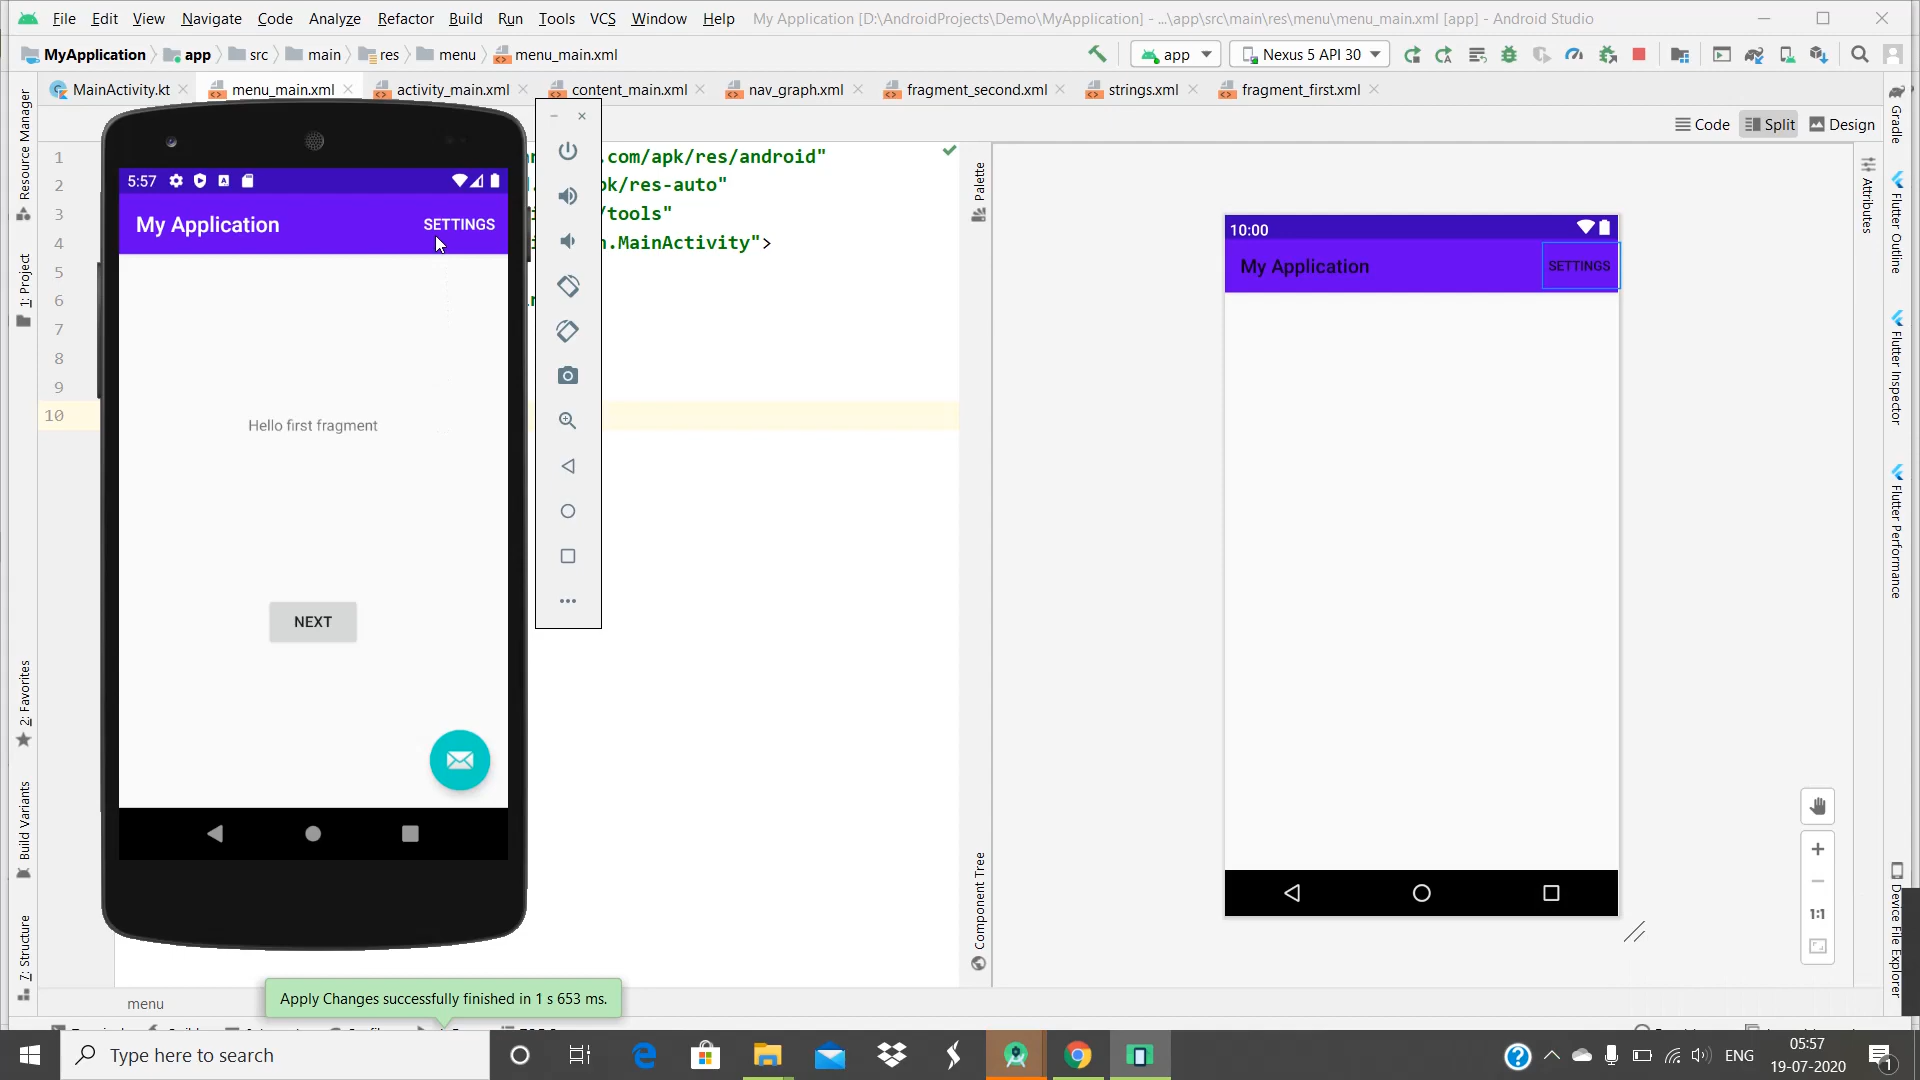 File Edit View Navigate Code Analyze Refactor Build Run Tools VCS Window Help My Application [D:\AndroidProjects\Demo\MyApplication] - ...\app\src\main\res\menu\menu_main.xml [app] - Android Studio
MyApplication app src main res menu menu_main.xml app Nexus 5 API 30
MainActivity.kt menu_main.xml activity_main.xml content_main.xml nav_graph.xml fragment_second.xml strings.xml fragment_first.xml
Code Split Design
Resource Manager
1: Project
2: Favorites
Build Variants
7: Structure
1
2
3
4
5
6
7
8
9
10
.com/apk/res/android"
pk/res-auto"
/tools"
n.MainActivity">
5:57
My Application SETTINGS
Hello first fragment
NEXT
Palette
Component Tree
10:00
My Application SETTINGS
1:1
Attributes
Gradle
Flutter Outline
Flutter Inspector
Flutter Performance
Device File Explorer
menu
Apply Changes successfully finished in 1 s 653 ms.
Type here to search
ENG
05:57
19-07-2020
1